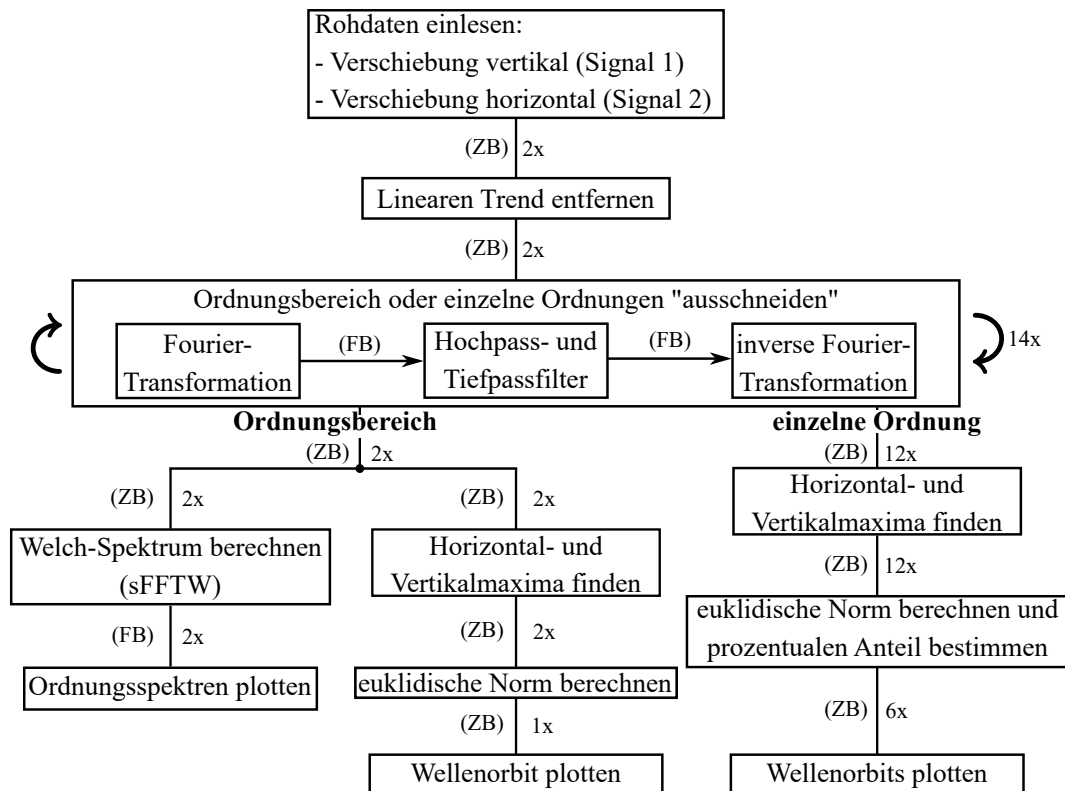 Rohdaten einlesen:
- Verschiebung vertikal (Signal 1)
- Verschiebung horizontal (Signal 2)
(ZB) 2x
Linearen Trend entfernen
(ZB) 2x
Ordnungsbereich oder einzelne Ordnungen "ausschneiden"
Fourier-
Transformation
(FB)
Hochpass- und
Tiefpassfilter
(FB)
inverse Fourier-
Transformation
14x
Ordnungsbereich
(ZB) 2x
(ZB) 2x
Welch-Spektrum berechnen
(sFFTW)
(FB) 2x
Ordnungsspektren plotten
(ZB) 2x
Horizontal- und
Vertikalmaxima finden
(ZB) 2x
euklidische Norm berechnen
(ZB) 1x
Wellenorbit plotten
einzelne Ordnung
(ZB) 12x
Horizontal- und
Vertikalmaxima finden
(ZB) 12x
euklidische Norm berechnen und
prozentualen Anteil bestimmen
(ZB) 6x
Wellenorbits plotten